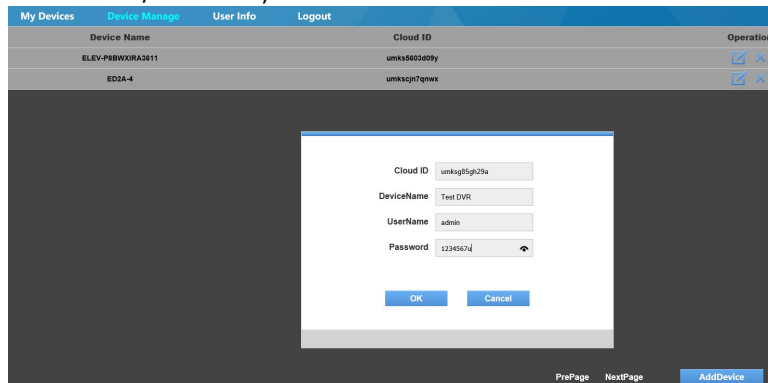 My Devices Device Manage User Info Logout
Device Name Cloud ID Operation
ELEV-P8BWXIRA3611 umks5603d09y
ED2A-4 umkscjn7qnwx
Cloud ID umksg85gh29a
DeviceName Test DVR
UserName admin
Password 1234567u
OK Cancel
PrePage NextPage AddDevice